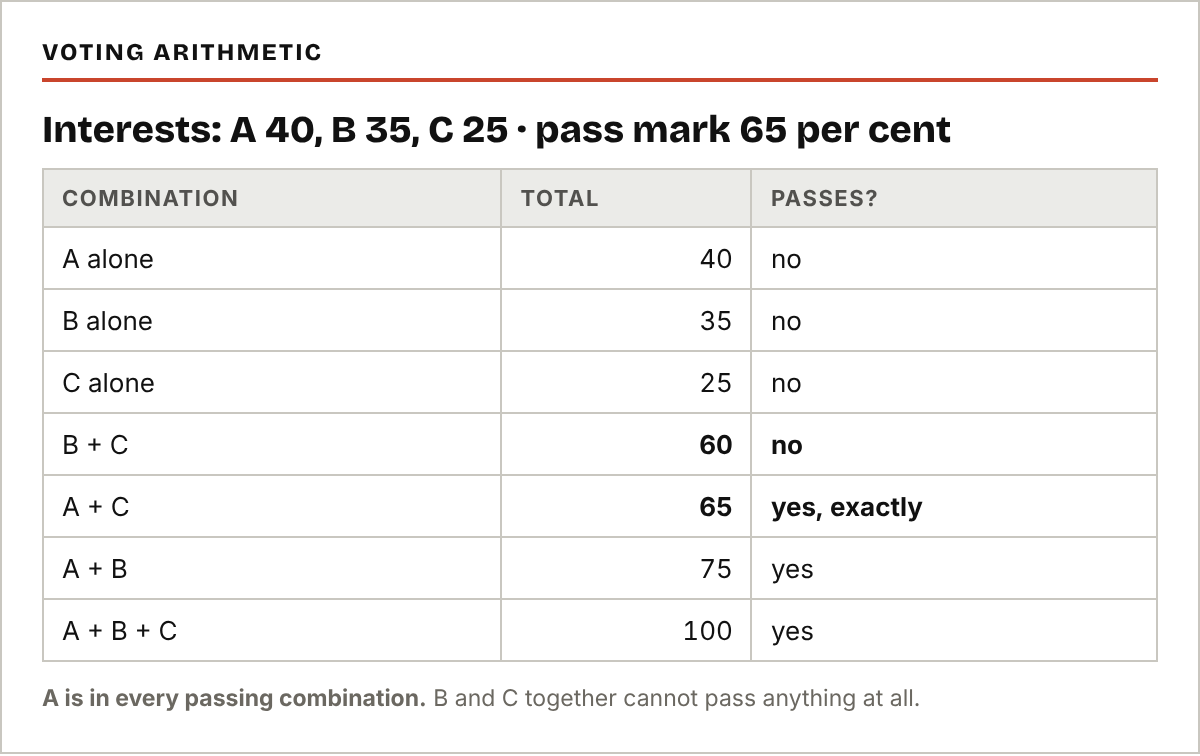 VOTING ARITHMETIC
Interests: A 40, B 35, C 25 · pass mark 65 per cent
COMBINATION TOTAL PASSES?
A alone 40 no
B alone 35 no
C alone 25 no
B + C 60 no
A + C 65 yes, exactly
A + B 75 yes
A + B + C 100 yes
A is in every passing combination. B and C together cannot pass anything at all.